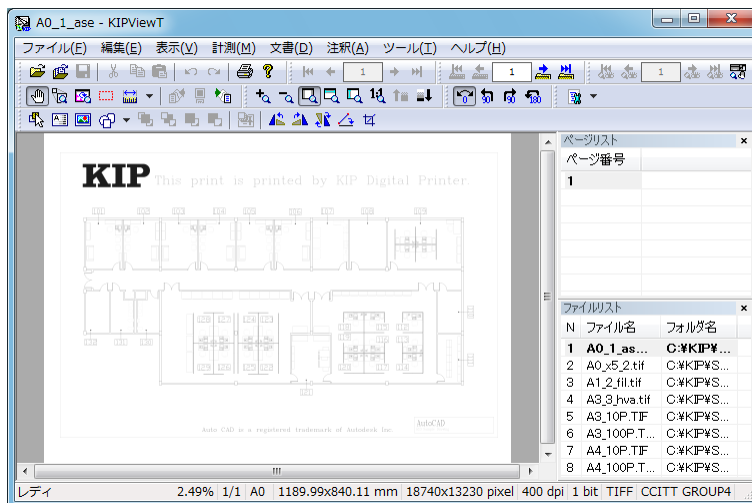 A0_1_ase - KIPViewT
ファイル(F) 編集(E) 表示(V) 計測(M) 文書(D) 注釈(A) ツール(T) ヘルプ(H)
1 1 1
KIP This print is printed by KIP Digital Printer
AutoCAD
Auto CAD is a registered trademark of Autodesk Inc.
ページリスト
ページ番号
1
ファイルリスト
N ファイル名 フォルダ名
1 A0_1_as... C:¥KIP¥...
2 A0_x5_2.tif C:¥KIP¥S...
3 A1_2_fil.tif C:¥KIP¥S...
4 A3_3_hva.tif C:¥KIP¥S...
5 A3_10P.TIF C:¥KIP¥S...
6 A3_100P.T... C:¥KIP¥S...
7 A4_10P.TIF C:¥KIP¥S...
8 A4_100P.T... C:¥KIP¥S...
レディ 2.49% 1/1 A0 1189.99x840.11 mm 18740x13230 pixel 400 dpi 1 bit TIFF CCITT GROUP4